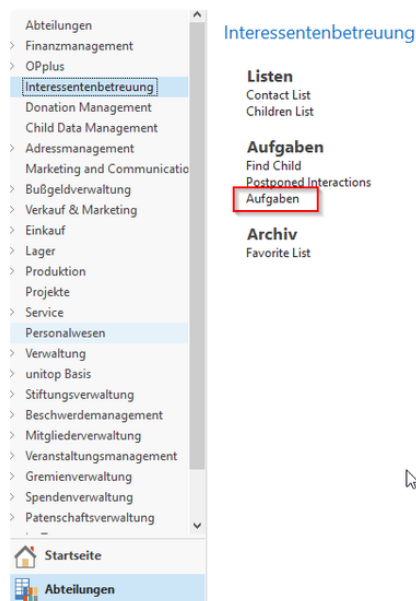 Abteilungen
Finanzmanagement
OPplus
Interessentenbetreuung
Donation Management
Child Data Management
Adressmanagement
Marketing and Communicatio
Bußgeldverwaltung
Verkauf & Marketing
Einkauf
Lager
Produktion
Projekte
Service
Personalwesen
Verwaltung
unitop Basis
Stiftungsverwaltung
Beschwerdemanagement
Mitgliederverwaltung
Veranstaltungsmanagement
Gremienverwaltung
Spendenverwaltung
Patenschaftsverwaltung
Startseite
Abteilungen
Interessentenbetreuung
Listen
Contact List
Children List
Aufgaben
Find Child
Postponed Interactions
Aufgaben
Archiv
Favorite List